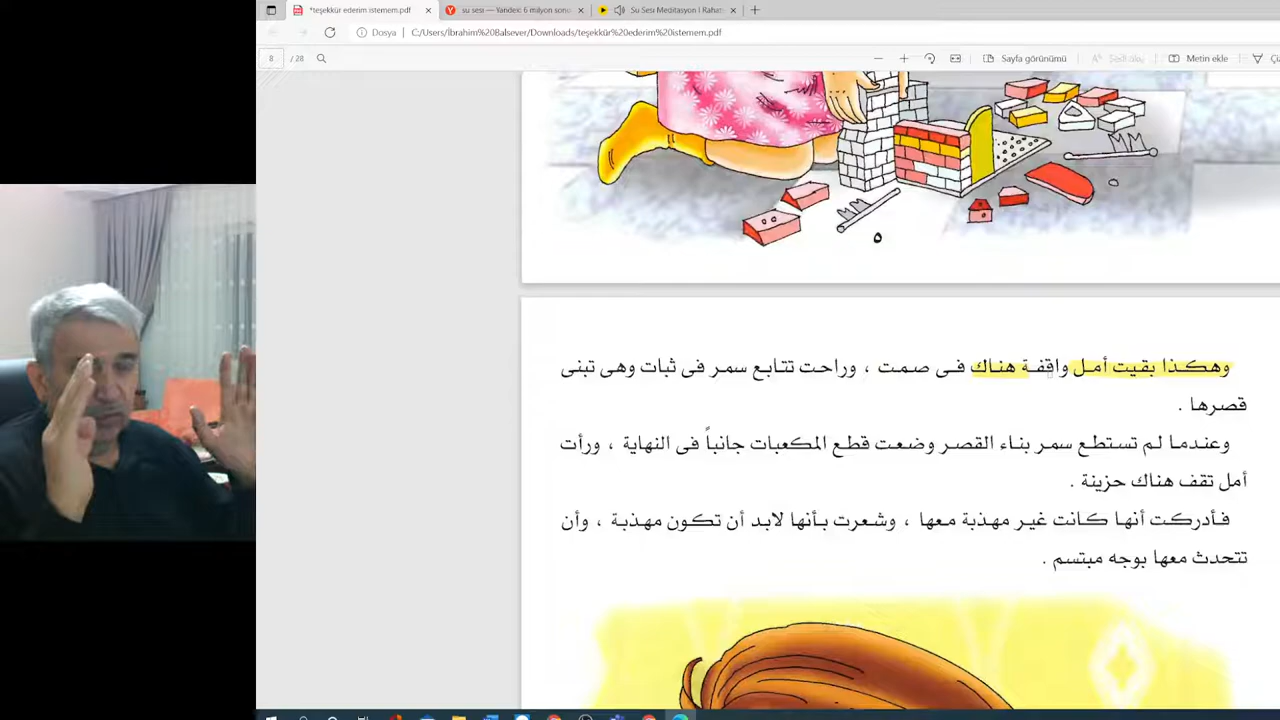 *teşekkür ederim istemem.pdf
su sesi — Yandex: 6 milyon sonu
Su Sesi Meditasyon | Rahat
Dosya
C:/Users/İbrahim%20Balsever/Downloads/teşekkür%20ederim%20istemem.pdf
8 / 28
Sayfa görünümü
Metin ekle
٥
وهكذا بقيت أمل واقفة هناك فى صمت ، وراحت تتابع سمر فى ثبات وهى تبنى
قصرها .
وعندما لم تستطع سمر بناء القصر وضعت قطع المكعبات جانباً فى النهاية ، ورأت
أمل تقف هناك حزينة .
فأدركت أنها كانت غير مهذبة معها ، وشعرت بأنها لابد أن تكون مهذبة ، وأن
تتحدث معها بوجه مبتسم .